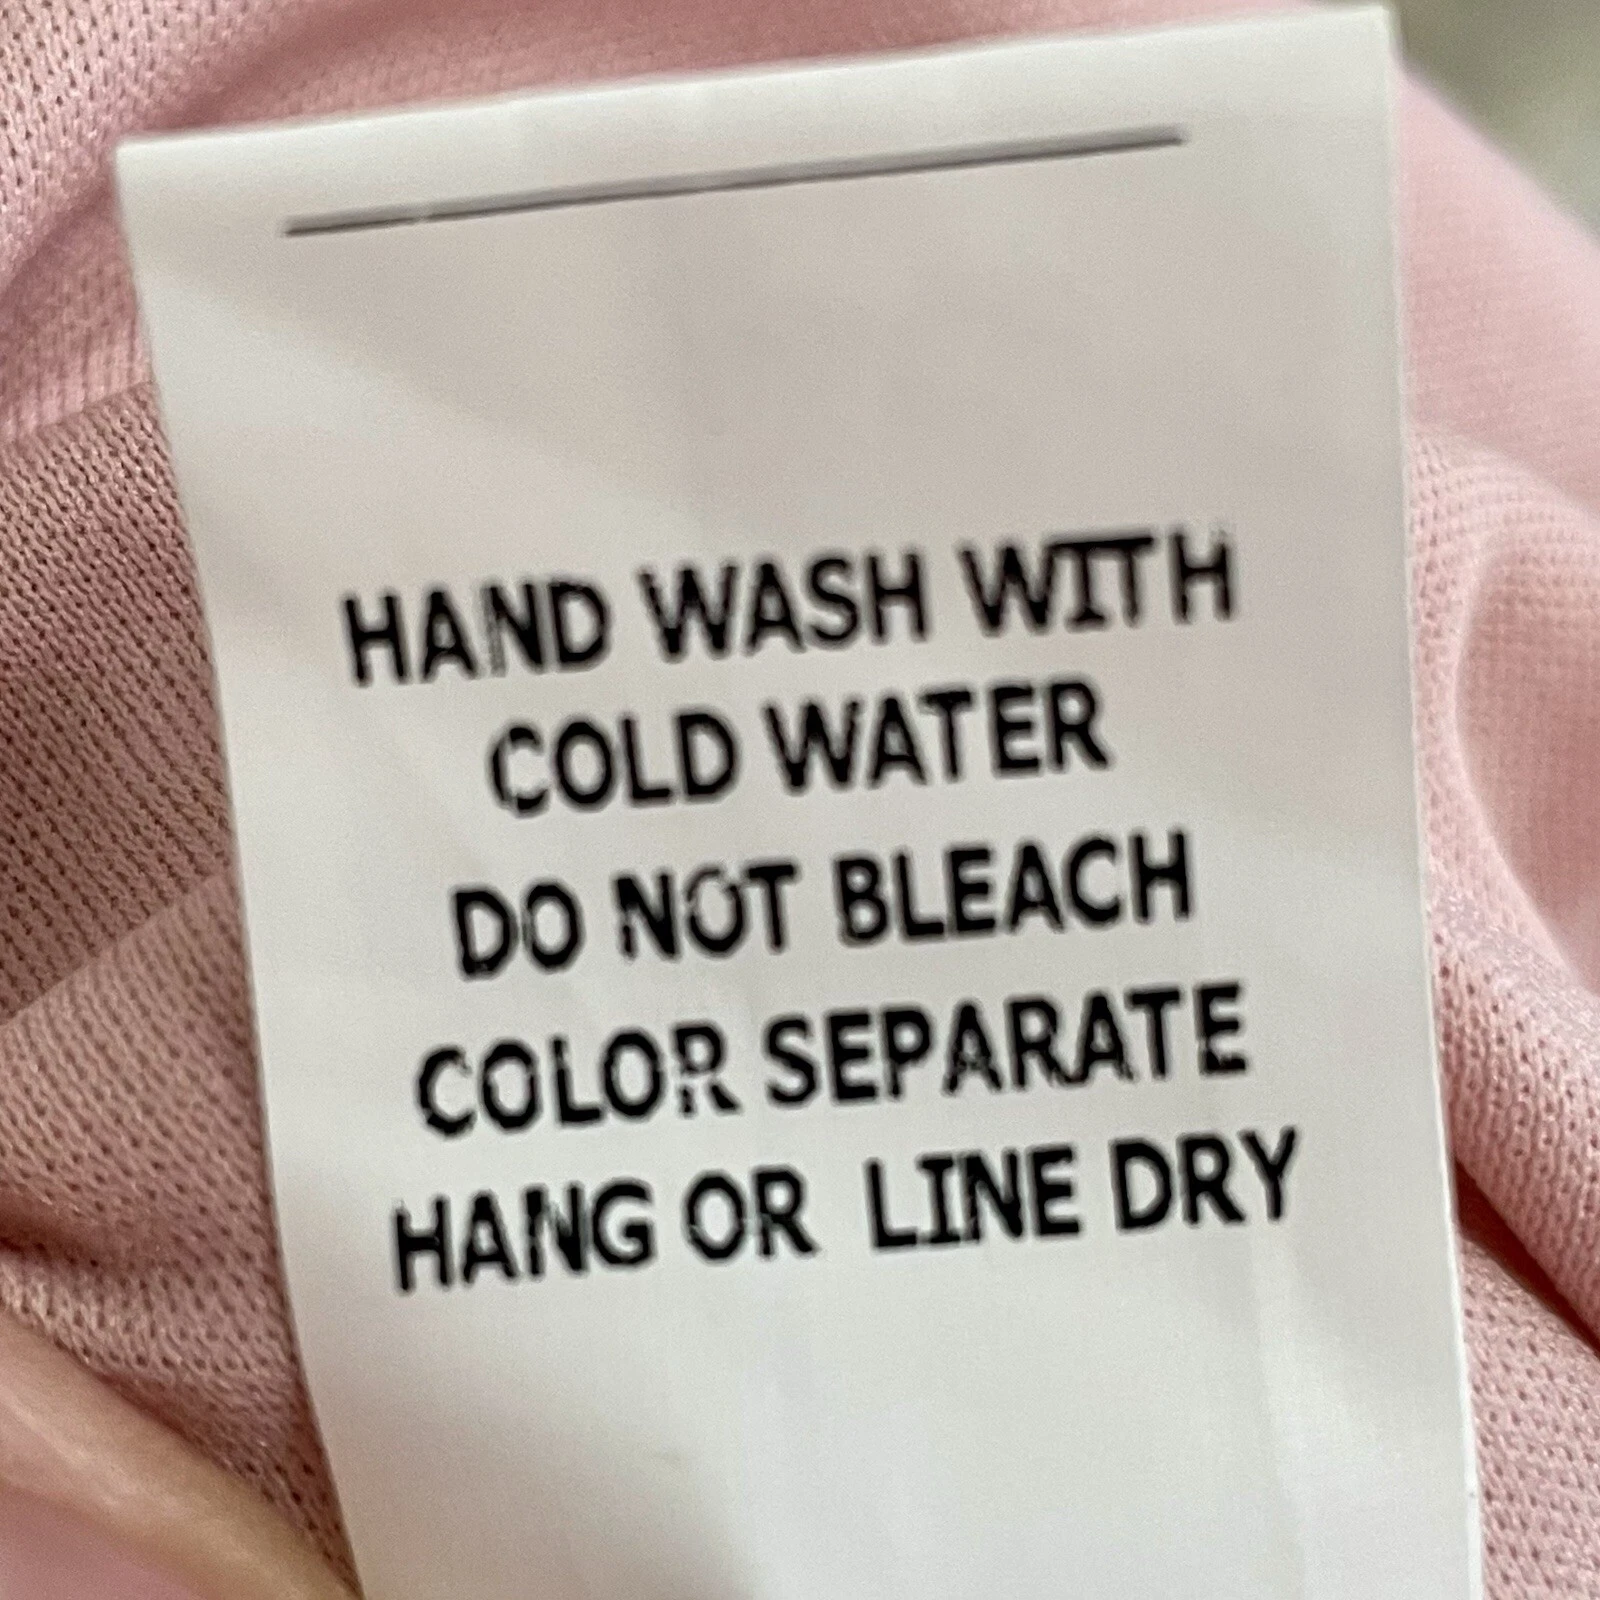 HAND WASH WITH
COLD WATER
DO NOT BLEACH
COLOR SEPARATE
HANG OR LINE DRY